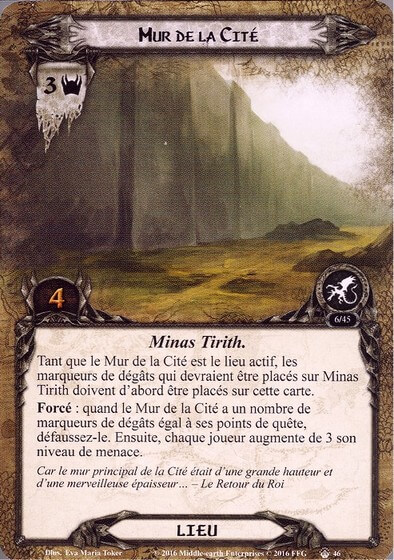 Mur de la Cité
3
4
6/45
Minas Tirith.
Tant que le Mur de la Cité est le lieu actif, les
marqueurs de dégâts qui devraient être placés sur Minas
Tirith doivent d'abord être placés sur cette carte.
Forcé : quand le Mur de la Cité a un nombre de
marqueurs de dégâts égal à ses points de quête,
défaussez-le. Ensuite, chaque joueur augmente de 3 son
niveau de menace.
Car le mur principal de la Cité était d'une grande hauteur et
d'une merveilleuse épaisseur... – Le Retour du Roi
Lieu
Illus. Eva Maria Toker © 2016 Middle-earth Enterprises © 2016 FFG 46